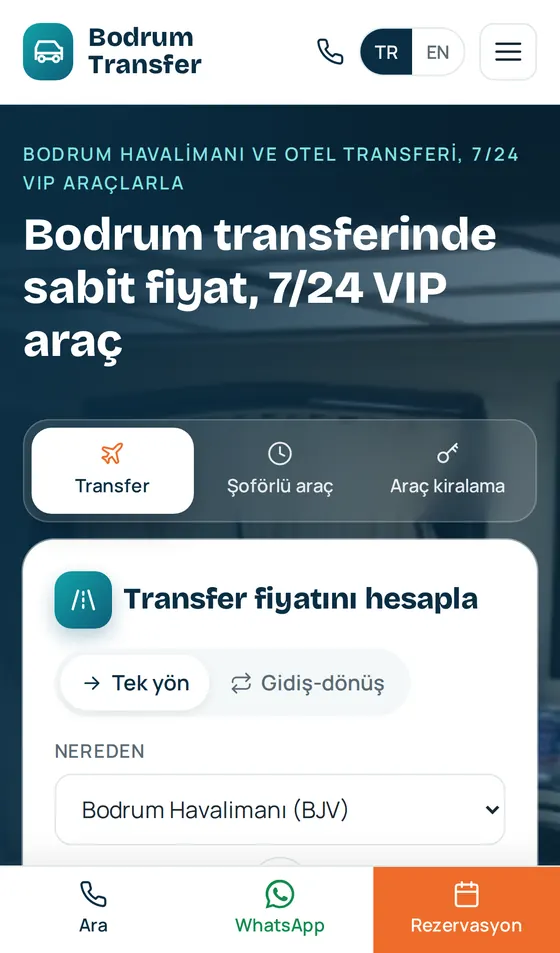 Bodrum
Transfer
TR
EN
BODRUM HAVALİMANI VE OTEL TRANSFERİ, 7/24
VIP ARAÇLARLA
Bodrum transferinde
sabit fiyat, 7/24 VIP
araç
Transfer
Şoförlü araç
Araç kiralama
Transfer fiyatını hesapla
Tek yön
Gidiş-dönüş
NEREDEN
Bodrum Havalimanı (BJV)
Ara
WhatsApp
Rezervasyon